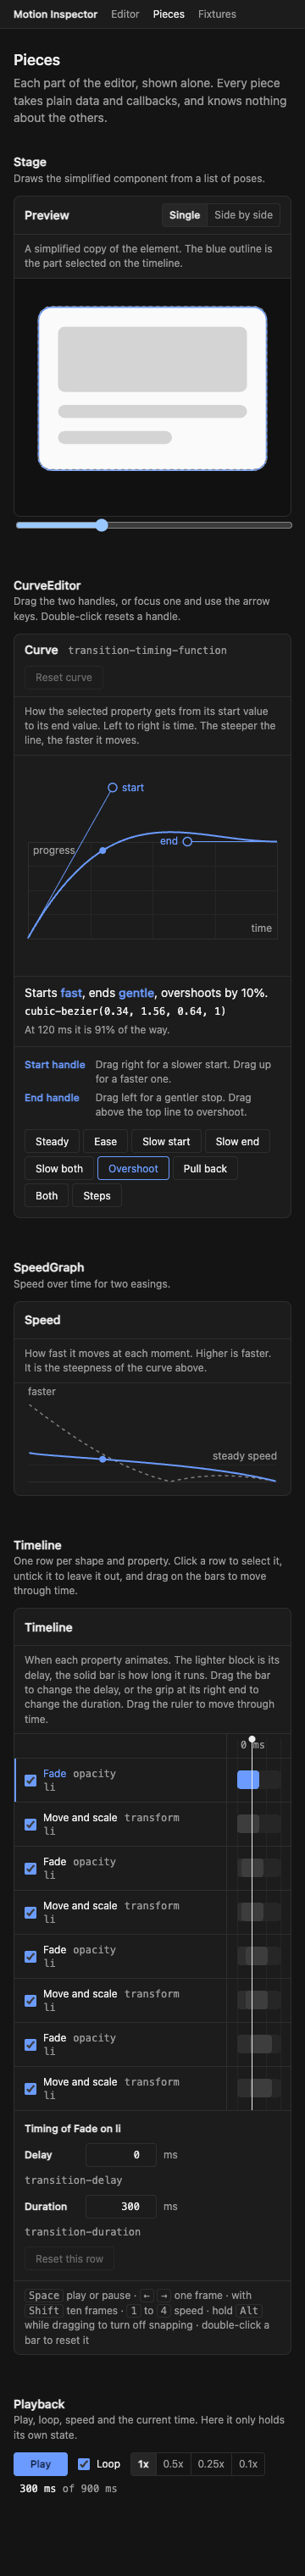 Motion Inspector Editor Pieces Fixtures
Pieces
Each part of the editor, shown alone. Every piece
takes plain data and callbacks, and knows nothing
about the others.
Stage
Draws the simplified component from a list of poses.
Preview Single Side by side
A simplified copy of the element. The blue outline is
the part selected on the timeline.
CurveEditor
Drag the two handles, or focus one and use the arrow
keys. Double-click resets a handle.
Curve transition-timing-function
Reset curve
How the selected property gets from its start value
to its end value. Left to right is time. The steeper the
line, the faster it moves.
start
progress
end
time
Starts fast, ends gentle, overshoots by 10%.
cubic-bezier(0.34, 1.56, 0.64, 1)
At 120 ms it is 91% of the way.
Start handle Drag right for a slower start. Drag up
for a faster one.
End handle Drag left for a gentler stop. Drag
above the top line to overshoot.
Steady Ease Slow start Slow end
Slow both Overshoot Pull back
Both Steps
SpeedGraph
Speed over time for two easings.
Speed
How fast it moves at each moment. Higher is faster.
It is the steepness of the curve above.
faster
steady speed
Timeline
One row per shape and property. Click a row to select it,
untick it to leave it out, and drag on the bars to move
through time.
Timeline
When each property animates. The lighter block is its
delay, the solid bar is how long it runs. Drag the bar
to change the delay, or the grip at its right end to
change the duration. Drag the ruler to move through
time.
0 ms
Fade opacity
li
Move and scale transform
li
Fade opacity
li
Move and scale transform
li
Fade opacity
li
Move and scale transform
li
Fade opacity
li
Move and scale transform
li
Timing of Fade on li
Delay 0 ms
transition-delay
Duration 300 ms
transition-duration
Reset this row
Space play or pause · ← → one frame · with
Shift ten frames · 1 to 4 speed · hold Alt
while dragging to turn off snapping · double-click a
bar to reset it
Playback
Play, loop, speed and the current time. Here it only holds
its own state.
Play Loop 1x 0.5x 0.25x 0.1x
300 ms of 900 ms